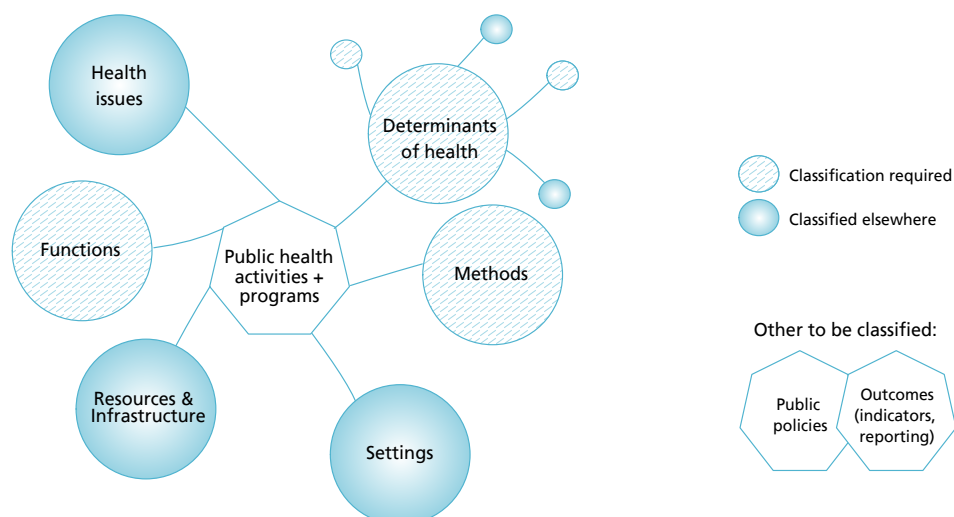 Health
issues
Determinants
of health
Functions
Public health
activities +
programs
Methods
Resources &
Infrastructure
Settings
Classification required
Classified elsewhere
Other to be classified:
Public
policies
Outcomes
(indicators,
reporting)